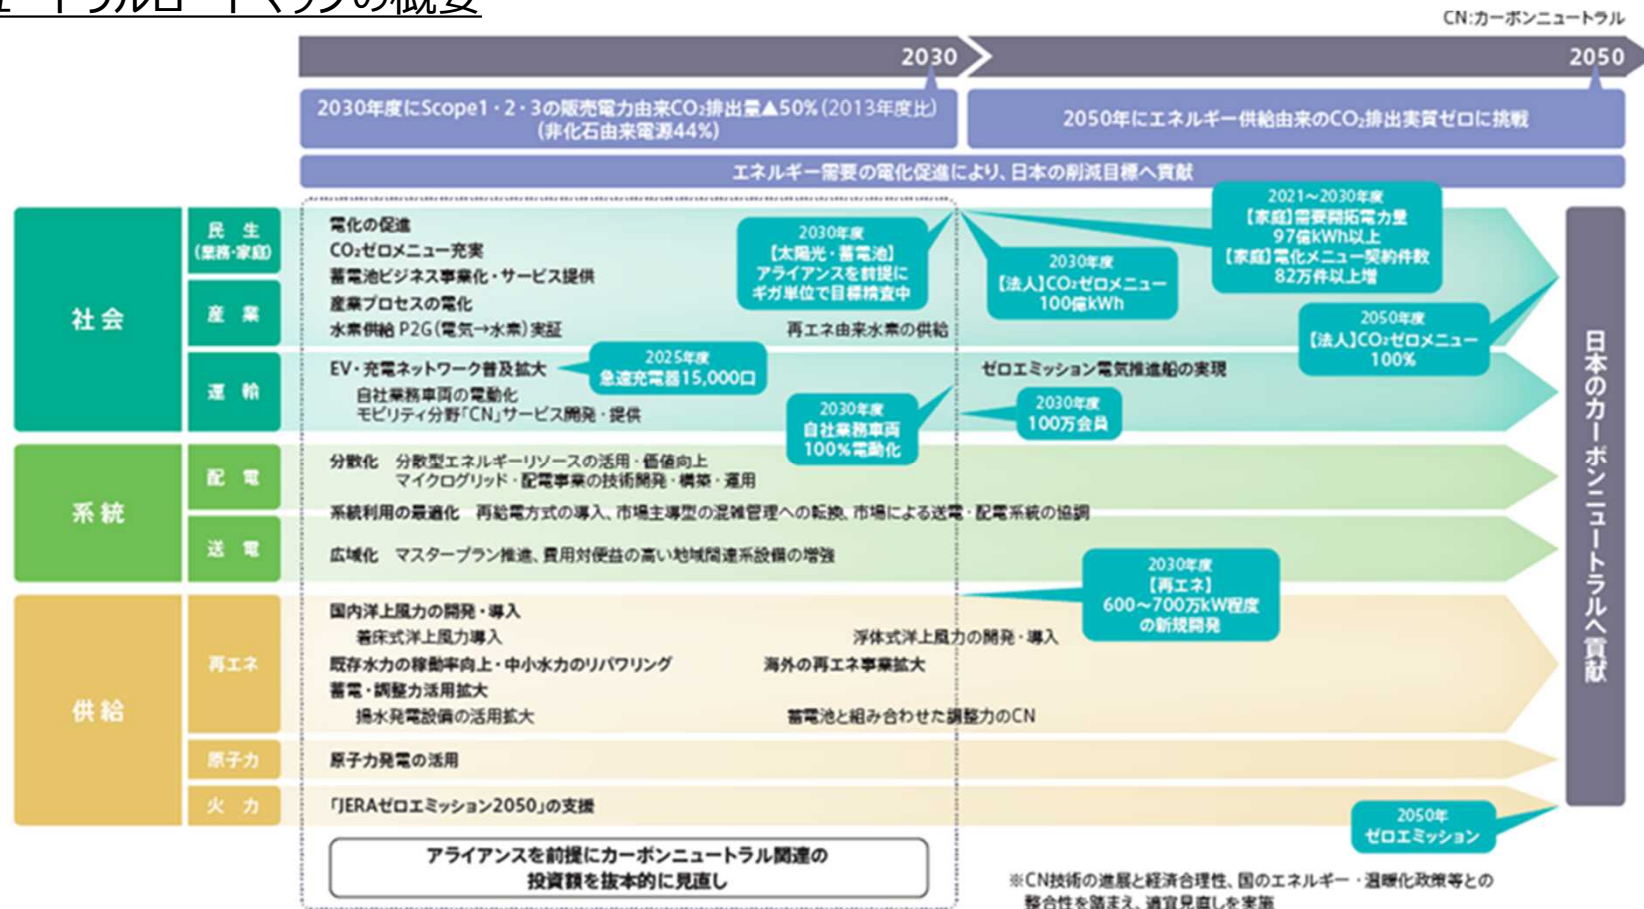 ュートラルロードマップの概要
CN:カーボンニュートラル
2030
2050
2030年度にScope1・2・3の販売電力由来CO₂排出量▲50%(2013年度比)
(非化石由来電源44%)
2050年にエネルギー供給由来のCO₂排出実質ゼロに挑戦
エネルギー需要の電化促進により、日本の削減目標へ貢献
社会
民 生
(業務・家庭)
電化の促進
CO₂ゼロメニュー充実
蓄電池ビジネス事業化・サービス提供
産 業
産業プロセスの電化
水素供給 P2G(電気→水素)実証
再エネ由来水素の供給
2030年度
【太陽光・蓄電池】
アライアンスを前提に
ギガ単位で目標精査中
2030年度
【法人】CO₂ゼロメニュー
100億kWh
2021～2030年度
【家庭】需要開拓電力量
97億kWh以上
【家庭】電化メニュー契約件数
82万件以上増
2050年度
【法人】CO₂ゼロメニュー
100%
運 輸
EV・充電ネットワーク普及拡大
自社業務車両の電動化
モビリティ分野「CN」サービス開発・提供
2025年度
急速充電器15,000口
ゼロエミッション電気推進船の実現
2030年度
自社業務車両
100%電動化
2030年度
100万会員
系統
配 電
分散化 分散型エネルギーリソースの活用・価値向上
マイクログリッド・配電事業の技術開発・構築・運用
系統利用の最適化 再給電方式の導入、市場主導型の混雑管理への転換、市場による送電・配電系統の協調
送 電
広域化 マスタープラン推進、費用対便益の高い地域間連系設備の増強
供給
再エネ
国内洋上風力の開発・導入
着床式洋上風力導入
浮体式洋上風力の開発・導入
既存水力の稼動率向上・中小水力のリパワリング
海外の再エネ事業拡大
蓄電・調整力活用拡大
揚水発電設備の活用拡大
蓄電池と組み合わせた調整力のCN
2030年度
【再エネ】
600～700万kW程度
の新規開発
原子力
原子力発電の活用
火 力
「JERAゼロエミッション2050」の支援
2050年
ゼロエミッション
日本のカーボンニュートラルへ貢献
アライアンスを前提にカーボンニュートラル関連の
投資額を抜本的に見直し
※CN技術の進展と経済合理性、国のエネルギー・温暖化政策等との
整合性を踏まえ、適宜見直しを実施